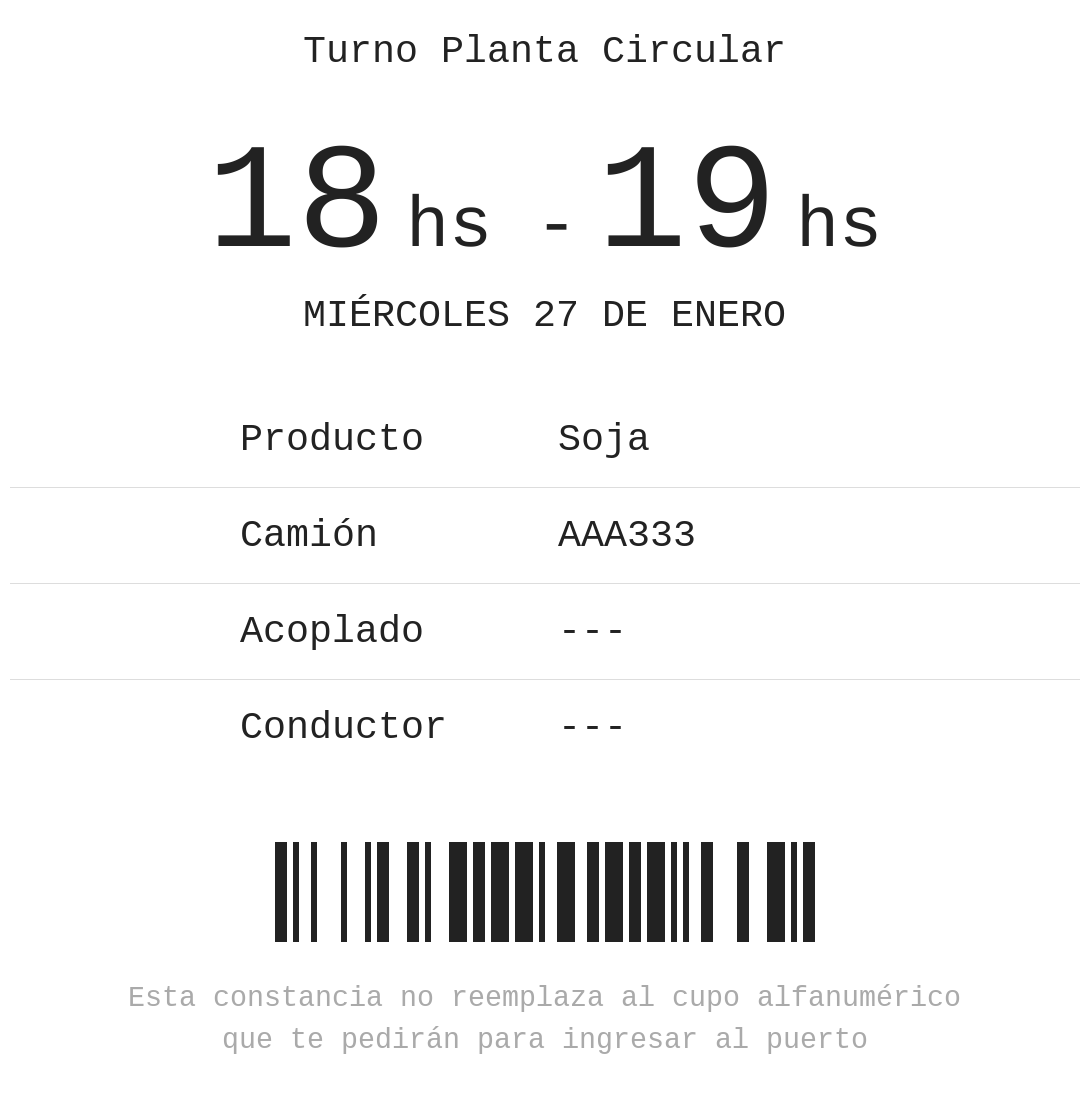 Turno Planta Circular
18 hs - 19 hs
MIÉRCOLES 27 DE ENERO
Producto Soja
Camión AAA333
Acoplado ---
Conductor ---
Esta constancia no reemplaza al cupo alfanumérico
que te pedirán para ingresar al puerto